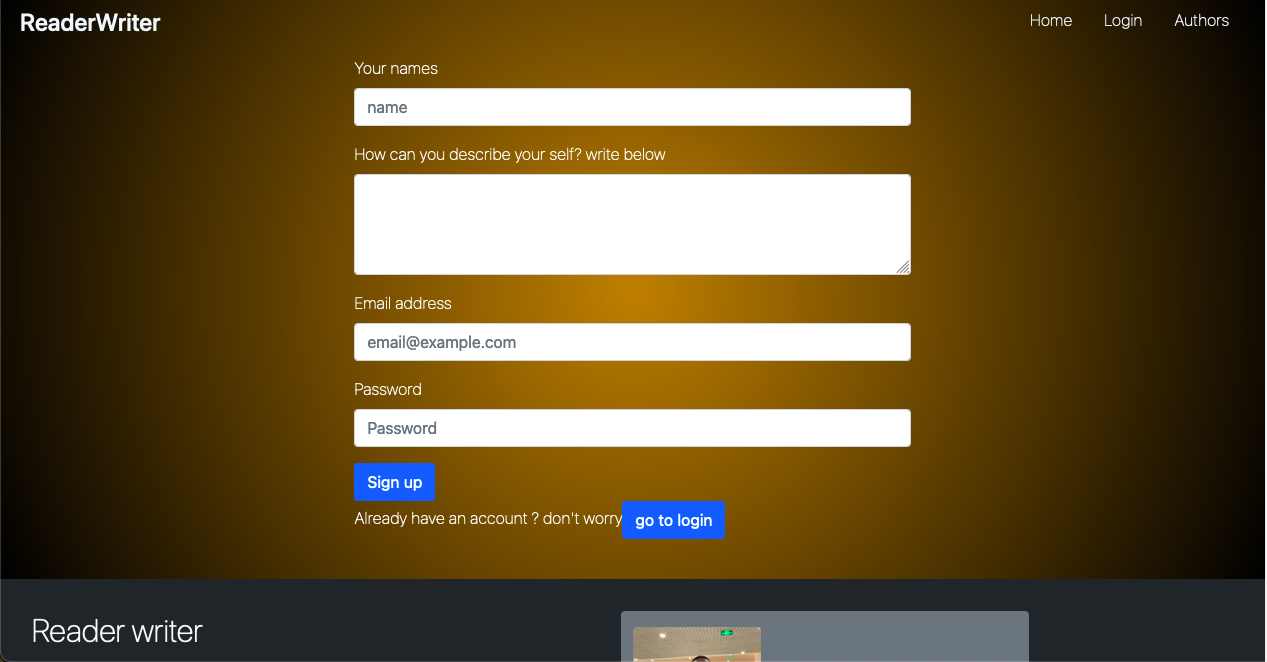 ReaderWriter
Home Login Authors
Your names
name
How can you describe your self? write below
Email address
email@example.com
Password
Password
Sign up
Already have an account ? don't worry go to login
Reader writer